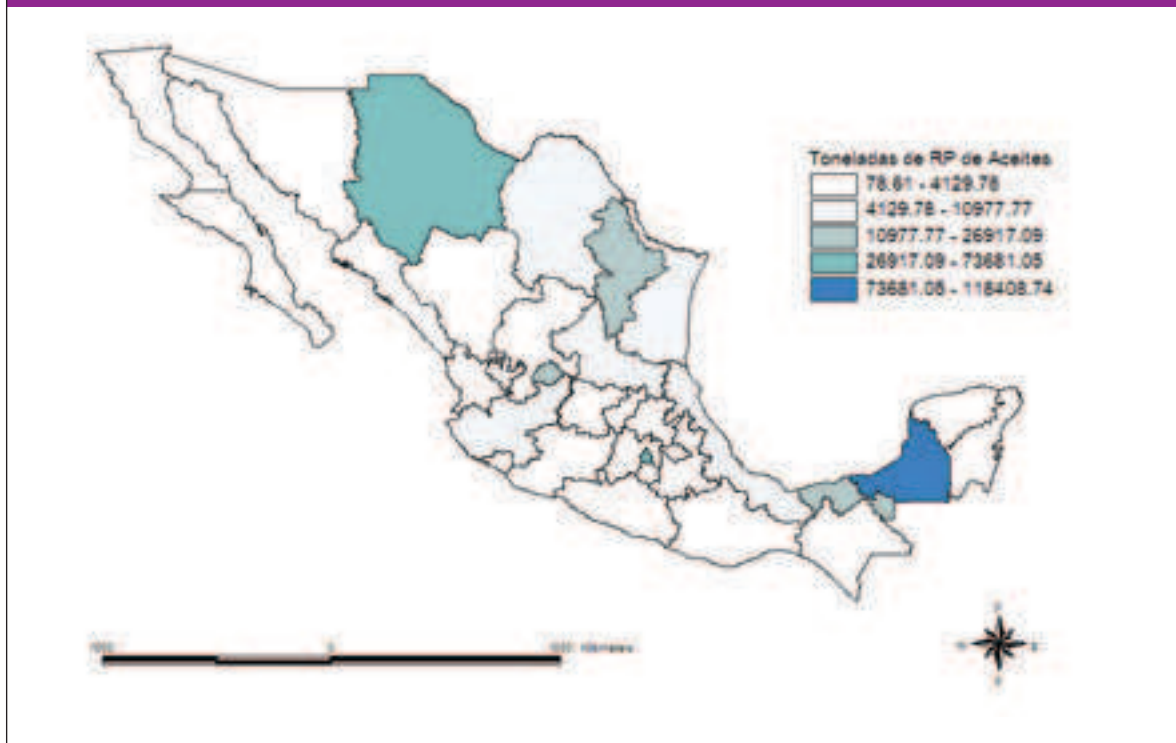 Toneladas de RP de Aceites
78.61 - 4129.78
4129.78 - 10977.77
10977.77 - 26917.09
26917.09 - 73681.05
73681.05 - 118408.74